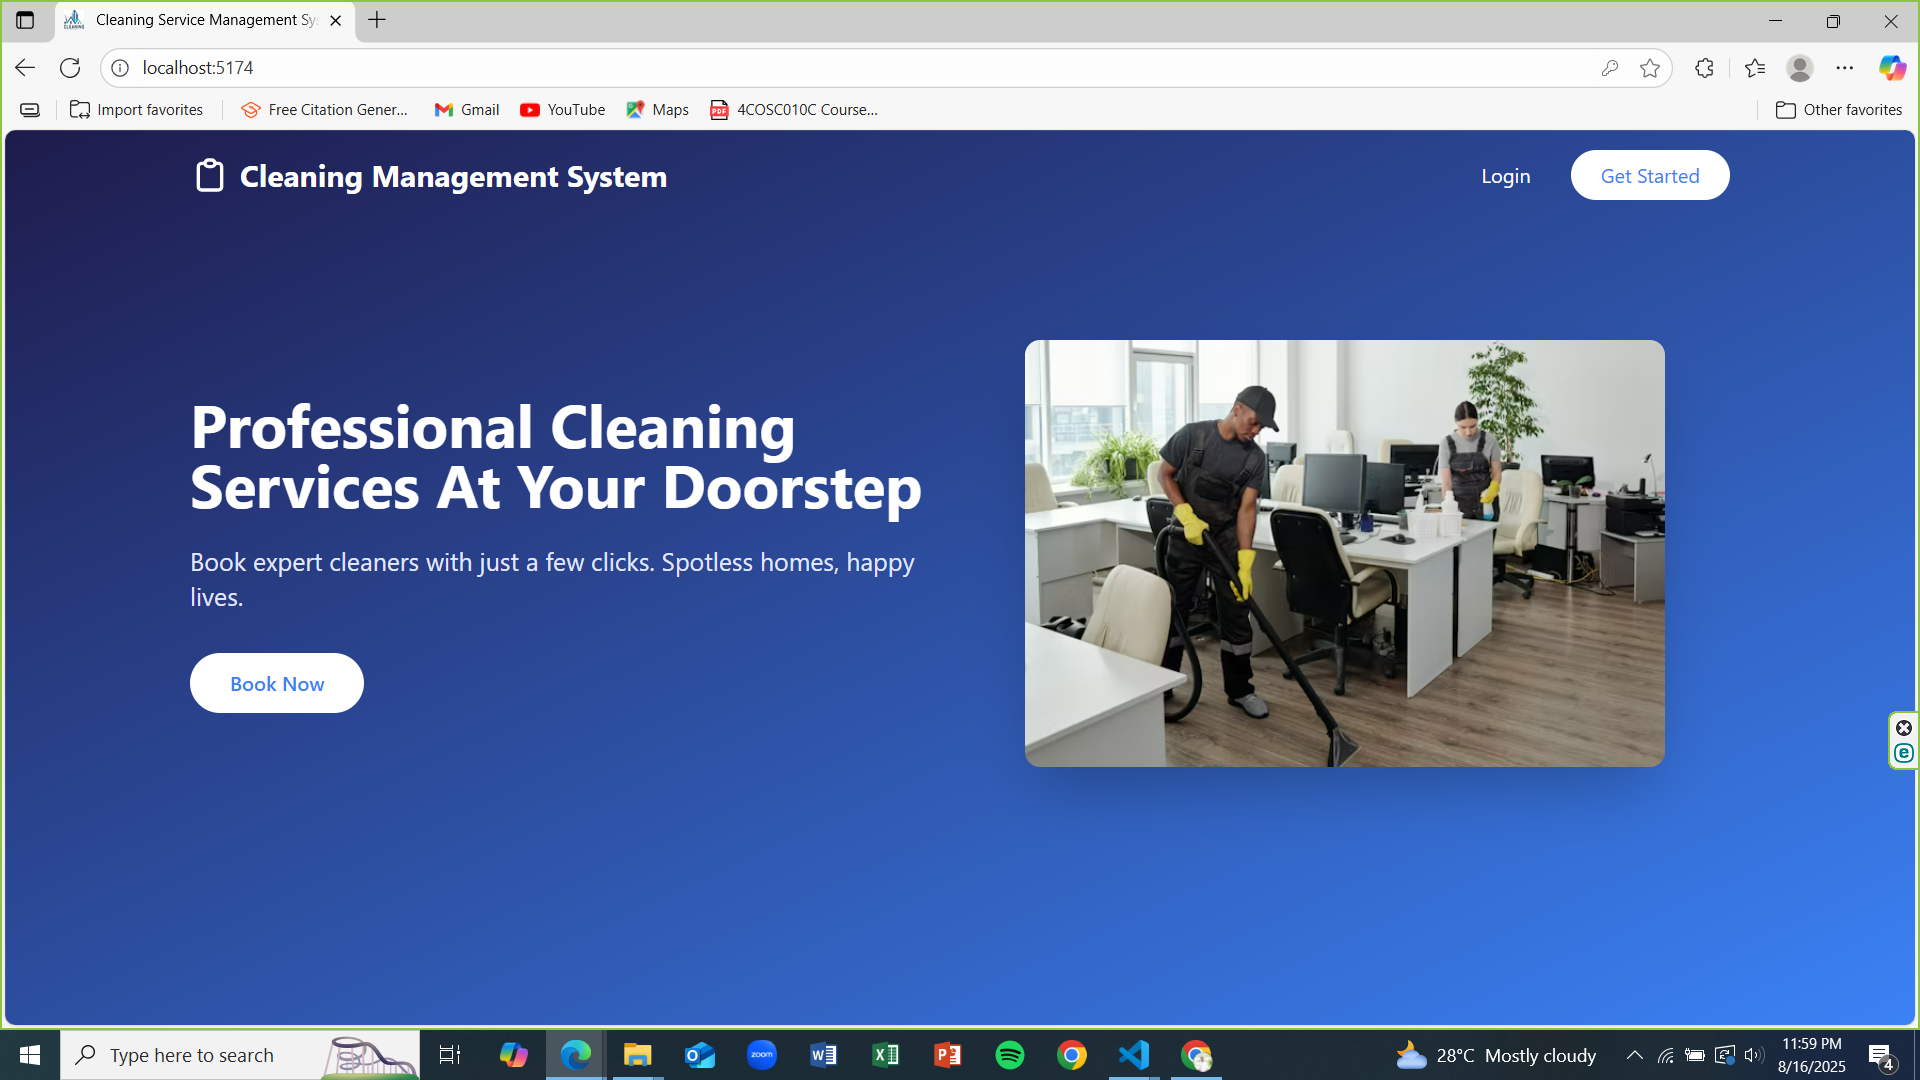 Cleaning Service Management Sy
localhost:5174
Import favorites
Free Citation Gener...
Gmail
YouTube
Maps
PDF
4COSC010C Course...
Other favorites
Cleaning Management System
Login
Get Started
Professional Cleaning
Services At Your Doorstep
Book expert cleaners with just a few clicks. Spotless homes, happy
lives.
Book Now
Type here to search
zoom
28°C Mostly cloudy
11:59 PM
8/16/2025
4